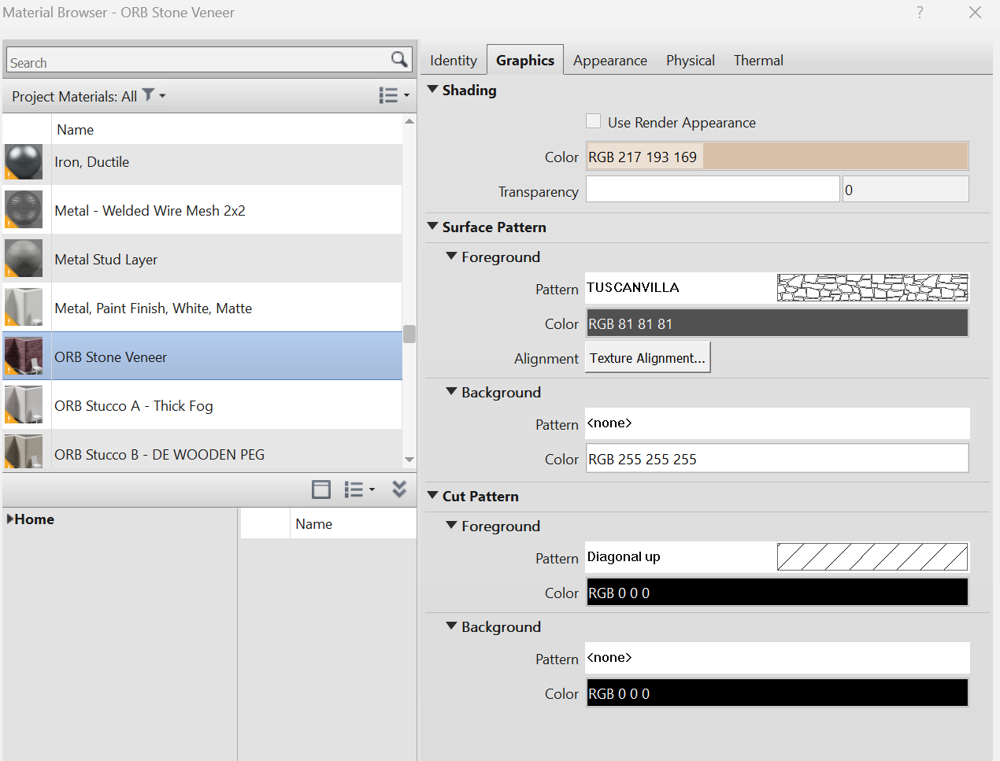 Material Browser - ORB Stone Veneer
?
Search
Project Materials: All
Name
Iron, Ductile
Metal - Welded Wire Mesh 2x2
Metal Stud Layer
Metal, Paint Finish, White, Matte
ORB Stone Veneer
ORB Stucco A - Thick Fog
ORB Stucco B - DE WOODEN PEG
Home
Name
Identity Graphics Appearance Physical Thermal
Shading
Use Render Appearance
Color RGB 217 193 169
Transparency 0
Surface Pattern
Foreground
Pattern TUSCANVILLA
Color RGB 81 81 81
Alignment Texture Alignment...
Background
Pattern <none>
Color RGB 255 255 255
Cut Pattern
Foreground
Pattern Diagonal up
Color RGB 0 0 0
Background
Pattern <none>
Color RGB 0 0 0